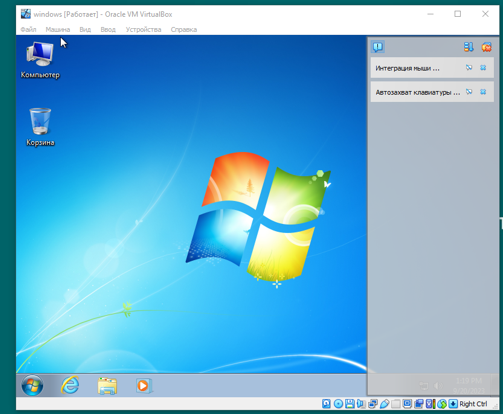 windows [Работает] - Oracle VM VirtualBox
Файл Машина Вид Ввод Устройства Справка
Компьютер
Корзина
Интеграция мыши ...
Автозахват клавиатуры ...
Right Ctrl